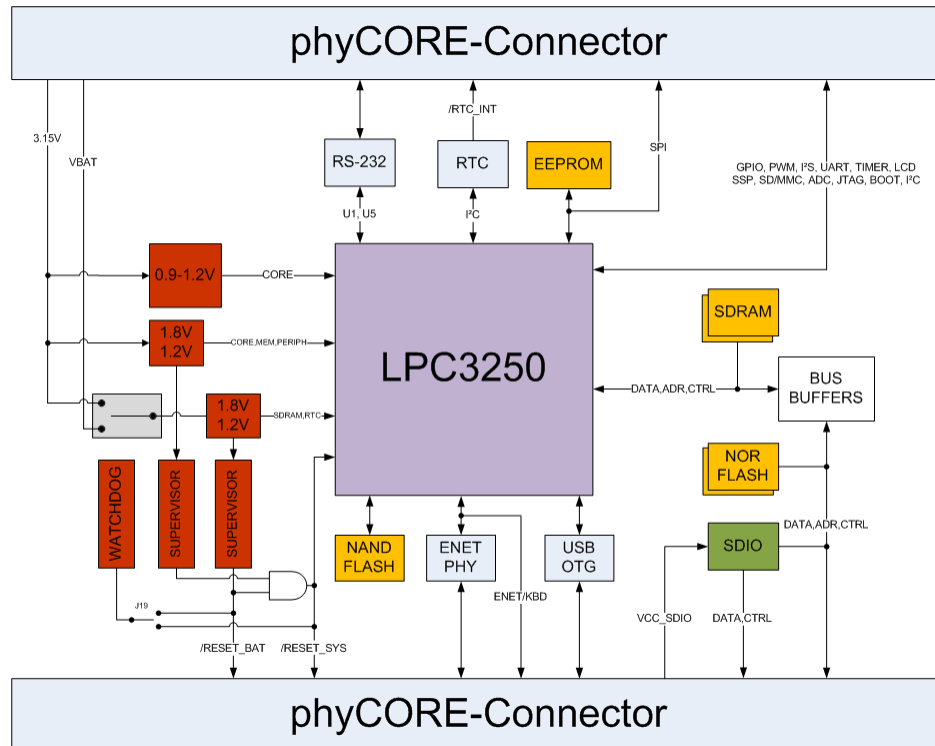 phyCORE-Connector
3.15V
VBAT
/RTC_INT
SPI
RS-232
RTC
EEPROM
GPIO, PWM, I²S, UART, TIMER, LCD
SSP, SD/MMC, ADC, JTAG, BOOT, I²C
U1, U5
I²C
0.9-1.2V
CORE
SDRAM
1.8V
1.2V
CORE,MEM,PERIPH
LPC3250
DATA,ADR,CTRL
BUS
BUFFERS
1.8V
1.2V
SDRAM,RTC
WATCHDOG
SUPERVISOR
SUPERVISOR
NOR
FLASH
DATA,ADR,CTRL
NAND
FLASH
ENET
PHY
USB
OTG
SDIO
ENET/KBD
J19
VCC_SDIO
DATA,CTRL
/RESET_BAT
/RESET_SYS
phyCORE-Connector